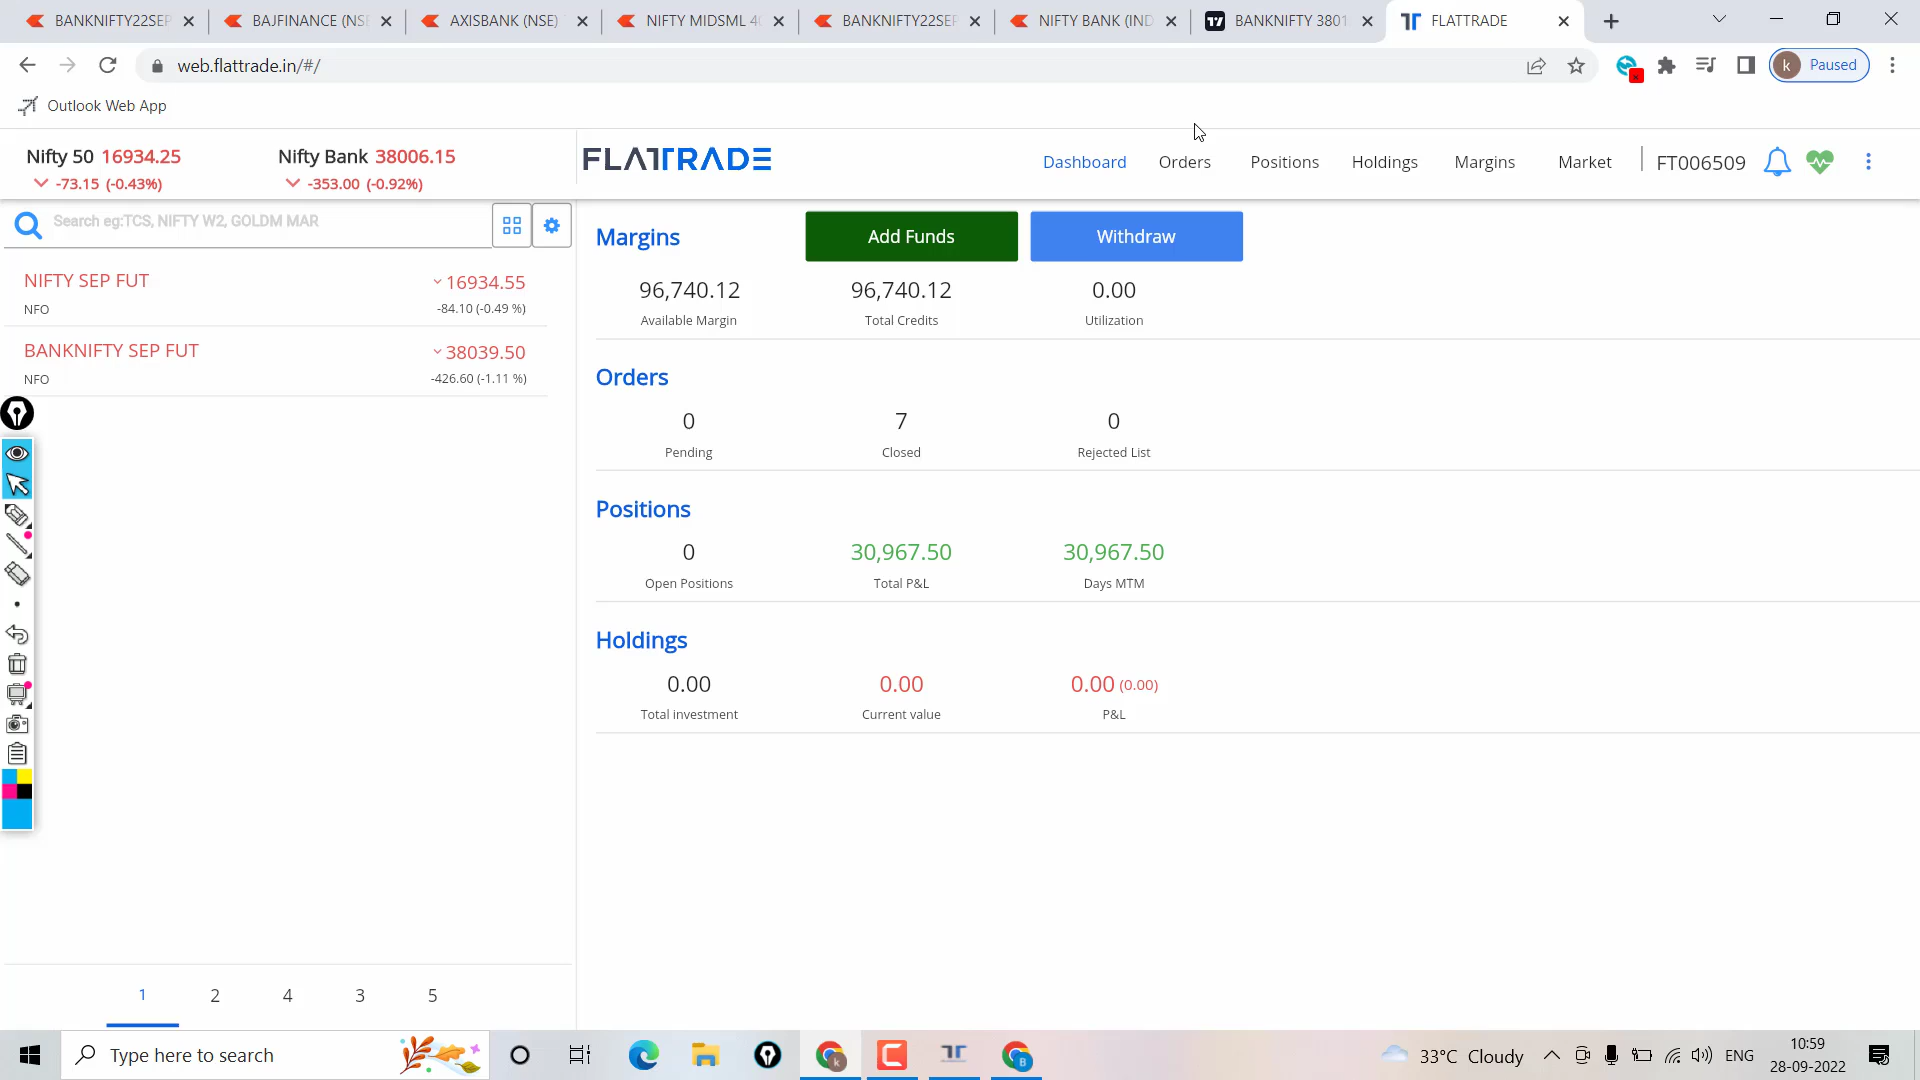 BANKNIFTY22SEP
BAJFINANCE (NSE
AXISBANK (NSE)
NIFTY MIDSML 40
BANKNIFTY22SEP
NIFTY BANK (IND
BANKNIFTY 3801
FLATTRADE
web.flattrade.in/#/
k Paused
Outlook Web App
Nifty 50 16934.25
Nifty Bank 38006.15
-73.15 (-0.43%)
-353.00 (-0.92%)
FLATTRADE
Dashboard Orders Positions Holdings Margins Market FT006509
Search eg:TCS, NIFTY W2, GOLDM MAR
NIFTY SEP FUT 16934.55
NFO -84.10 (-0.49 %)
BANKNIFTY SEP FUT 38039.50
NFO -426.60 (-1.11 %)
1 2 4 3 5
Margins Add Funds Withdraw
96,740.12 96,740.12 0.00
Available Margin Total Credits Utilization
Orders
0 7 0
Pending Closed Rejected List
Positions
0 30,967.50 30,967.50
Open Positions Total P&L Days MTM
Holdings
0.00 0.00 0.00 (0.00)
Total investment Current value P&L
Type here to search
33°C Cloudy
ENG
10:59
28-09-2022